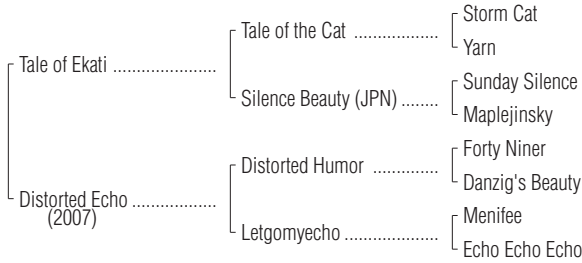 Storm Cat
Tale of the Cat ..................
Yarn
Tale of Ekati ......................
Sunday Silence
Silence Beauty (JPN) ........
Maplejinsky
Forty Niner
Distorted Humor ..............
Danzig's Beauty
Distorted Echo ..................
(2007)
Menifee
Letgomyecho ....................
Echo Echo Echo